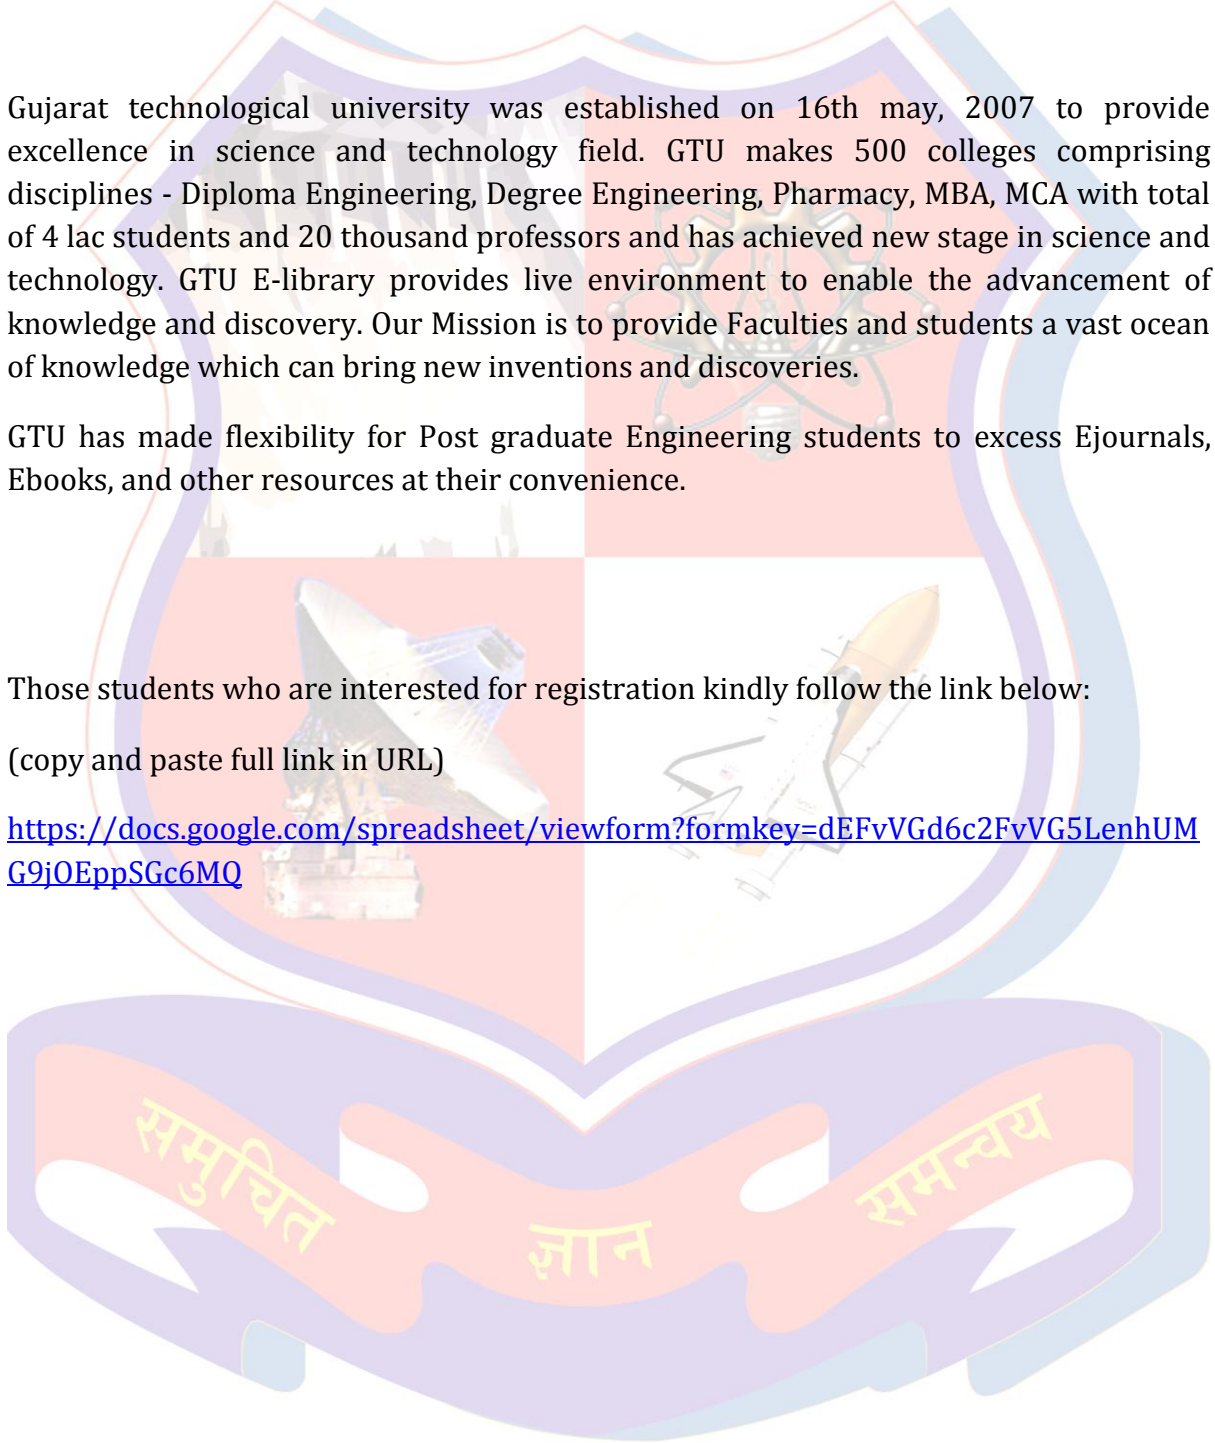 Gujarat technological university was established on 16th may, 2007 to provide
excellence in science and technology field. GTU makes 500 colleges comprising
disciplines - Diploma Engineering, Degree Engineering, Pharmacy, MBA, MCA with total
of 4 lac students and 20 thousand professors and has achieved new stage in science and
technology. GTU E-library provides live environment to enable the advancement of
knowledge and discovery. Our Mission is to provide Faculties and students a vast ocean
of knowledge which can bring new inventions and discoveries.
GTU has made flexibility for Post graduate Engineering students to excess Ejournals,
Ebooks, and other resources at their convenience.
Those students who are interested for registration kindly follow the link below:
(copy and paste full link in URL)
https://docs.google.com/spreadsheet/viewform?formkey=dEFvVGd6c2FvVG5LenhUM
G9jOEppSGc6MQ
समुचित ज्ञान समन्वय